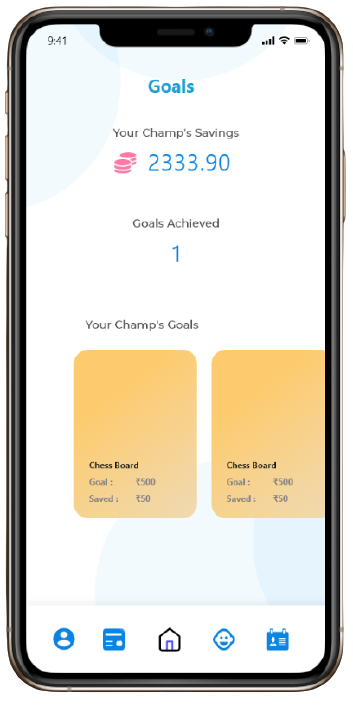 9:41
Goals
Your Champ's Savings
2333.90
Goals Achieved
1
Your Champ's Goals
Chess Board
Goal : ₹500
Saved : ₹50
Chess Board
Goal : ₹500
Saved : ₹50